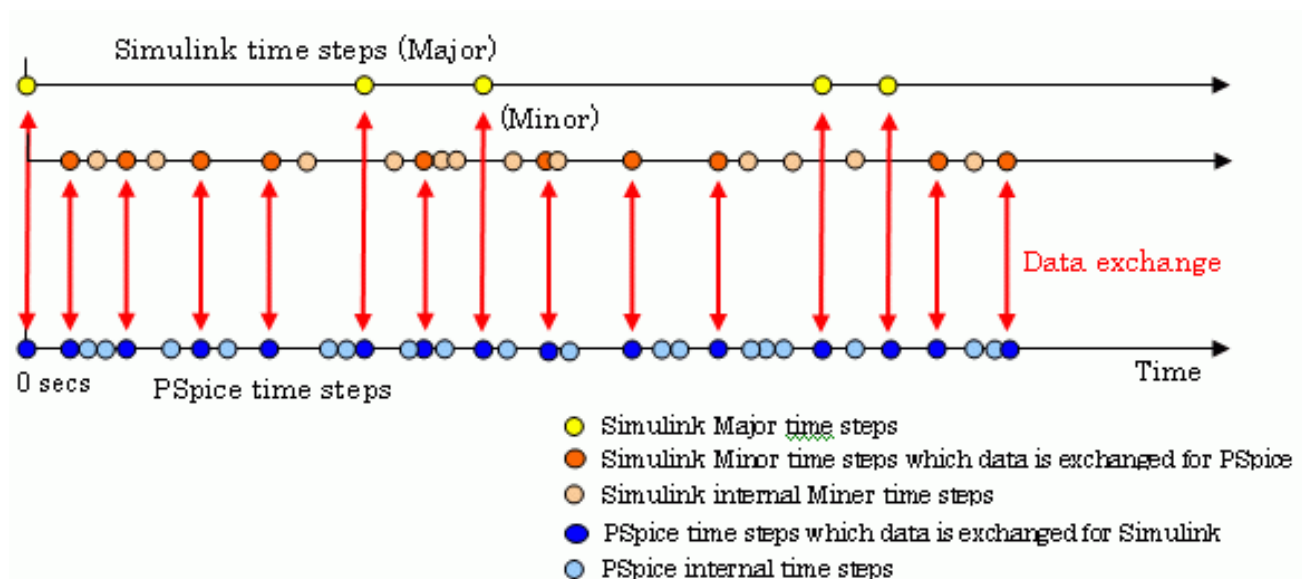 Simulink time steps (Major)
(Minor)
Data exchange
Time
0 secs
PSpice time steps
Simulink Major time steps
Simulink Minor time steps which data is exchanged for PSpice
Simulink internal Miner time steps
PSpice time steps which data is exchanged for Simulink
PSpice internal time steps